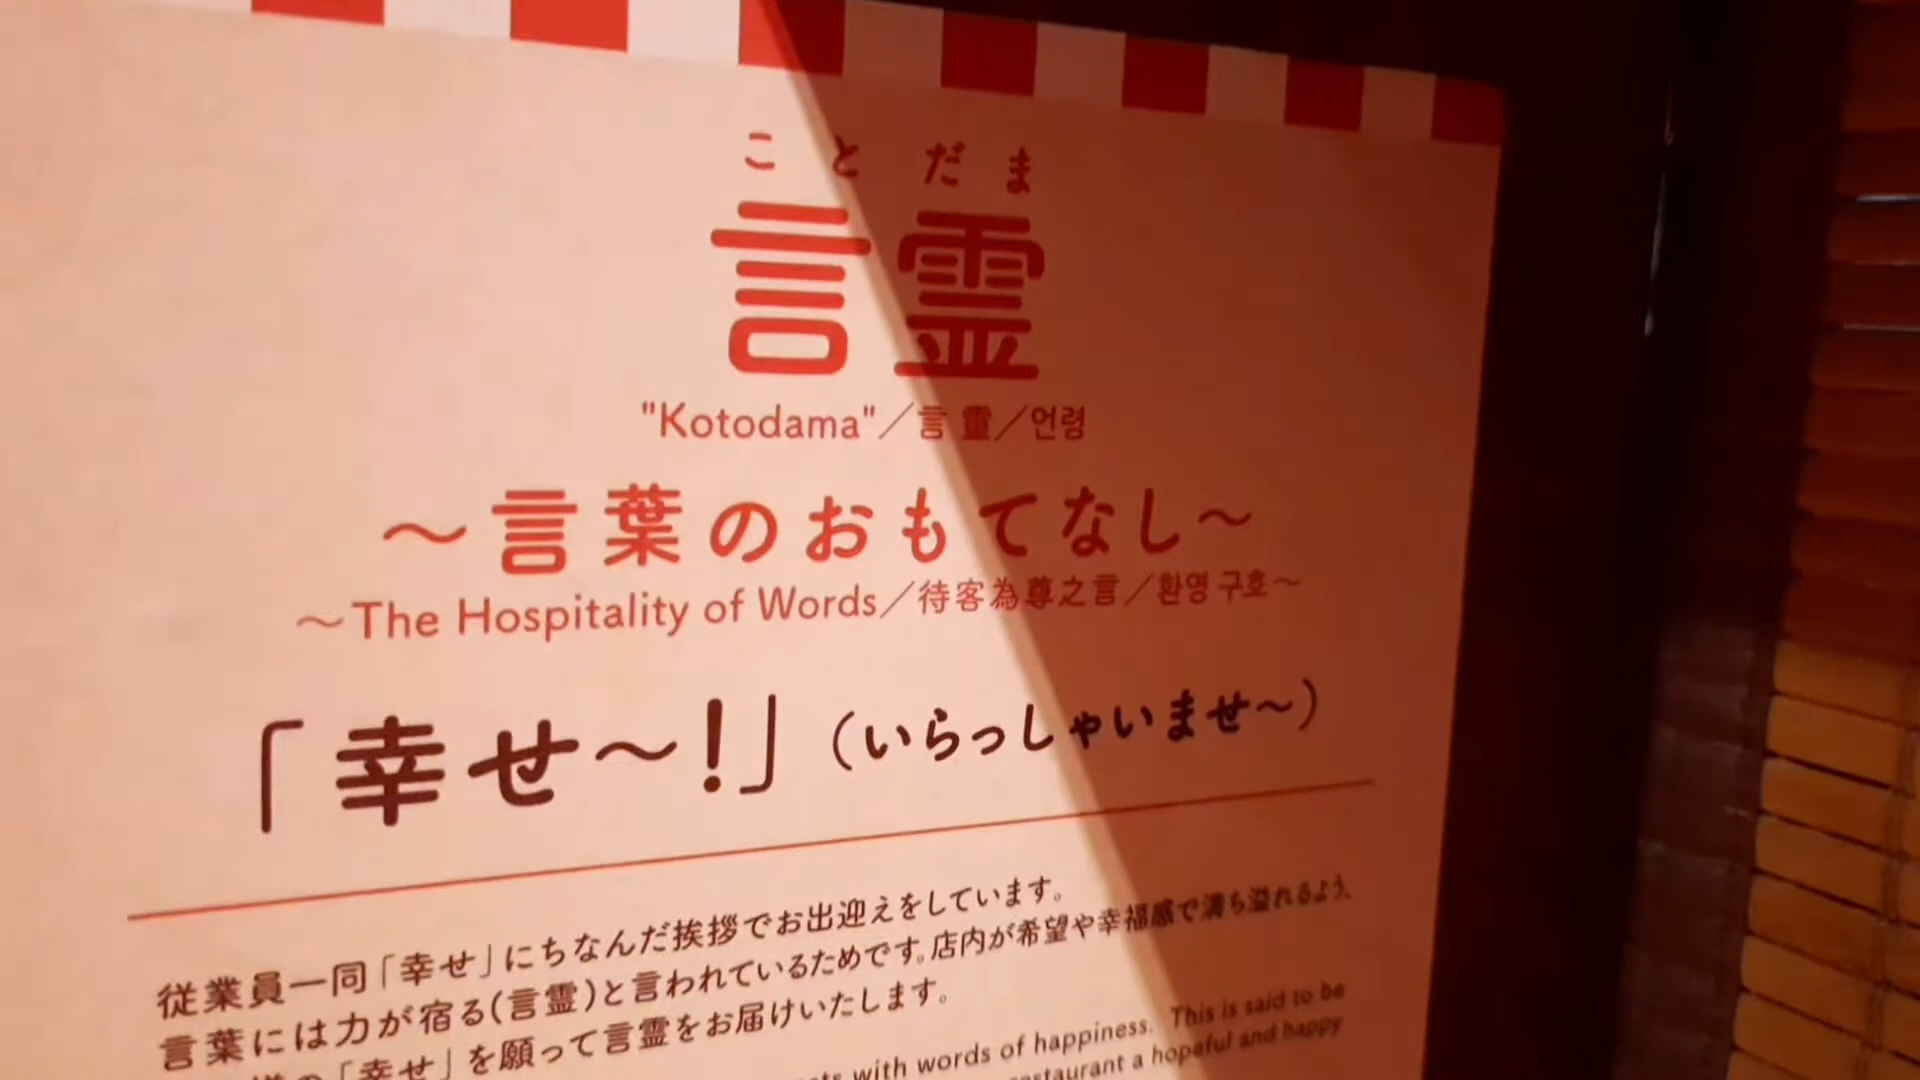 ことだま
言霊
"Kotodama"／言靈／언령
〜言葉のおもてなし〜
〜The Hospitality of Words／待客為尊之言／환영 구호〜
「幸せ〜!」（いらっしゃいませ〜）
従業員一同「幸せ」にちなんだ挨拶でお出迎えをしています。
言葉には力が宿る(言霊)と言われているためです。店内が希望や幸福感で満ち溢れるよう、
の「幸せ」を願って言霊をお届けいたします。
with words of happiness. This is said to be
restaurant a hopeful and happy